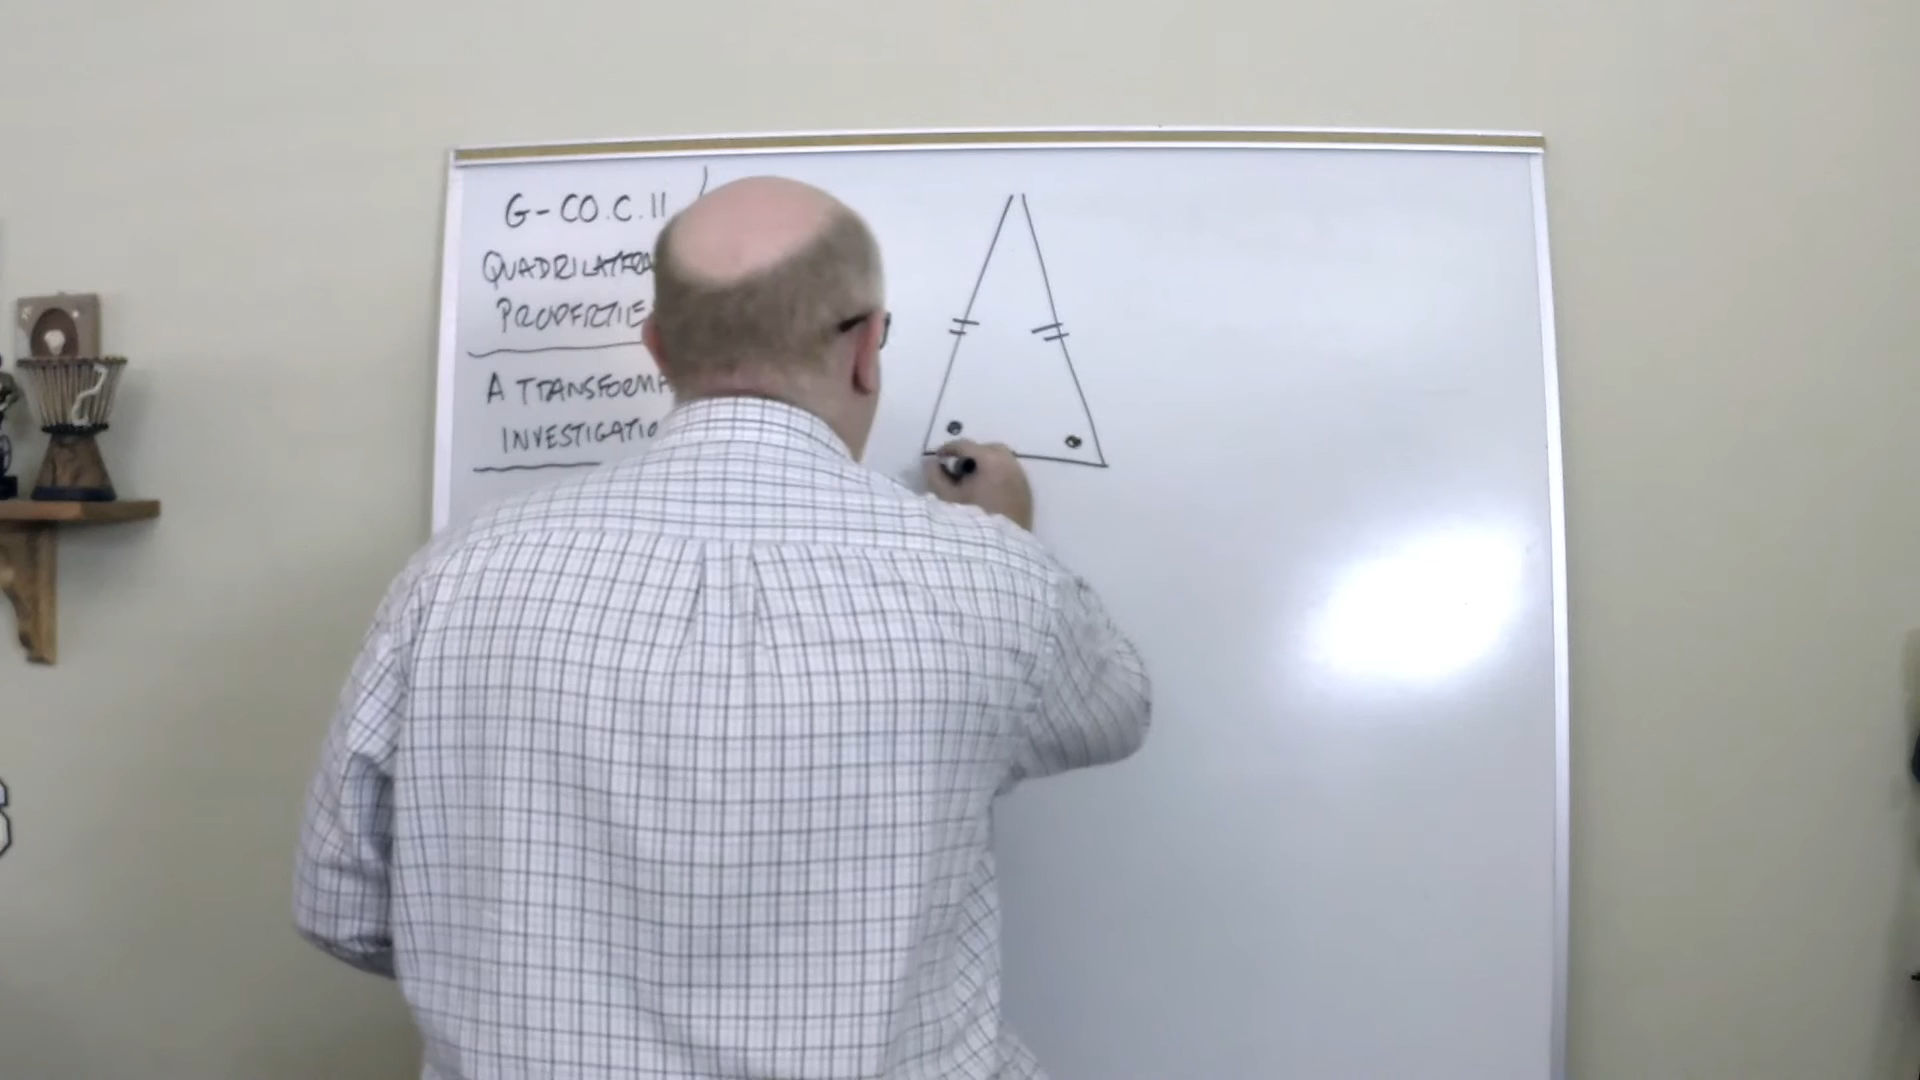 G-CO.C.11
QUADRILATERA
PROPERTIE
A TRANSFORMA
INVESTIGATIO